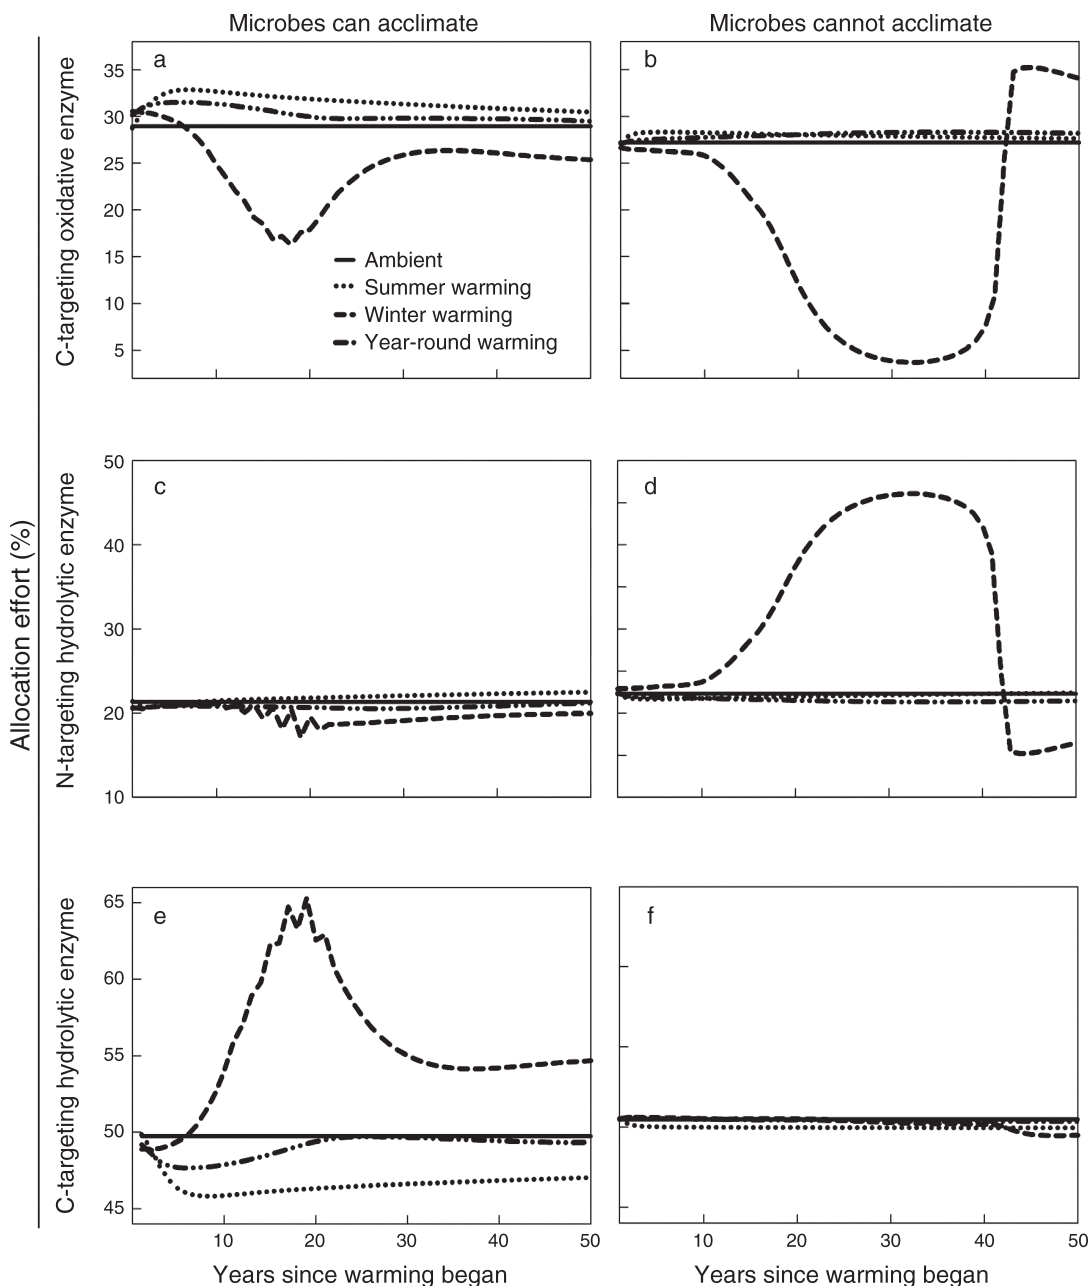 Microbes can acclimate
Microbes cannot acclimate
Allocation effort (%)
C-targeting oxidative enzyme
35
30
25
20
15
10
5
a
Ambient
Summer warming
Winter warming
Year-round warming
b
N-targeting hydrolytic enzyme
50
40
30
20
10
c
d
C-targeting hydrolytic enzyme
65
60
55
50
45
e
f
10 20 30 40 50
10 20 30 40 50
Years since warming began
Years since warming began